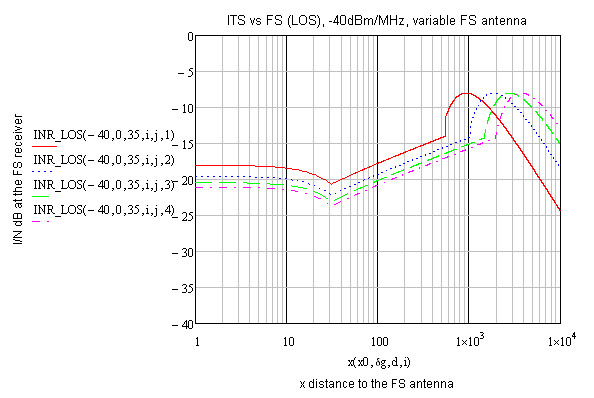 ITS vs FS (LOS), -40dBm/MHz, variable FS antenna
I/N dB at the FS receiver
INR_LOS(−40,0,35,i,j,1)
INR_LOS(−40,0,35,i,j,2)
INR_LOS(−40,0,35,i,j,3)
INR_LOS(−40,0,35,i,j,4)
0
−5
−10
−15
−20
−25
−30
−35
−40
1 10 100 1×10³ 1×10⁴
x(x0,δg,d,i)
x distance to the FS antenna